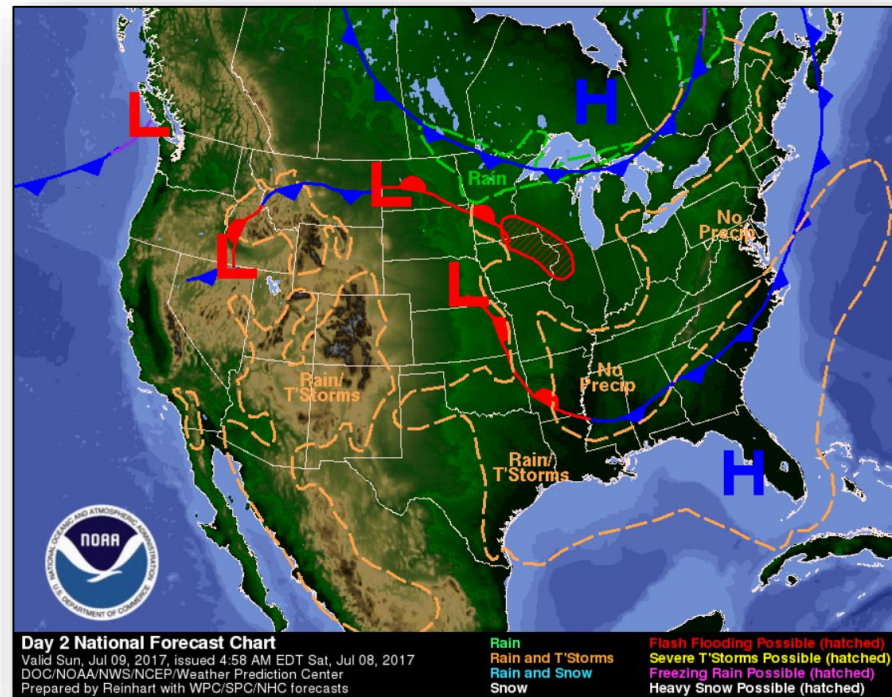 H
L
L
Rain
No
Precip
L
L
No
Precip
Rain/
T'Storms
Rain/
T'Storms
H
NATIONAL OCEANIC AND ATMOSPHERIC ADMINISTRATION
NOAA
U.S. DEPARTMENT OF COMMERCE
Day 2 National Forecast Chart
Valid Sun, Jul 09, 2017, issued 4:58 AM EDT Sat, Jul 08, 2017
DOC/NOAA/NWS/NCEP/Weather Prediction Center
Prepared by Reinhart with WPC/SPC/NHC forecasts
Rain
Rain and T'Storms
Rain and Snow
Snow
Flash Flooding Possible (hatched)
Severe T'Storms Possible (hatched)
Freezing Rain Possible (hatched)
Heavy Snow Possible (hatched)